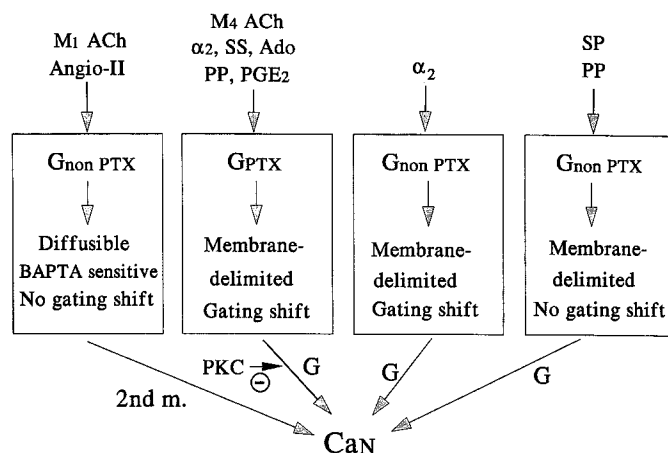 M1 ACh
Angio-II
M4 ACh
α2, SS, Ado
PP, PGE2
α2
SP
PP
Gnon PTX
Diffusible
BAPTA sensitive
No gating shift
GPTX
Membrane-
delimited
Gating shift
Gnon PTX
Membrane-
delimited
Gating shift
Gnon PTX
Membrane-
delimited
No gating shift
2nd m.
PKC
−
G
G
G
CaN